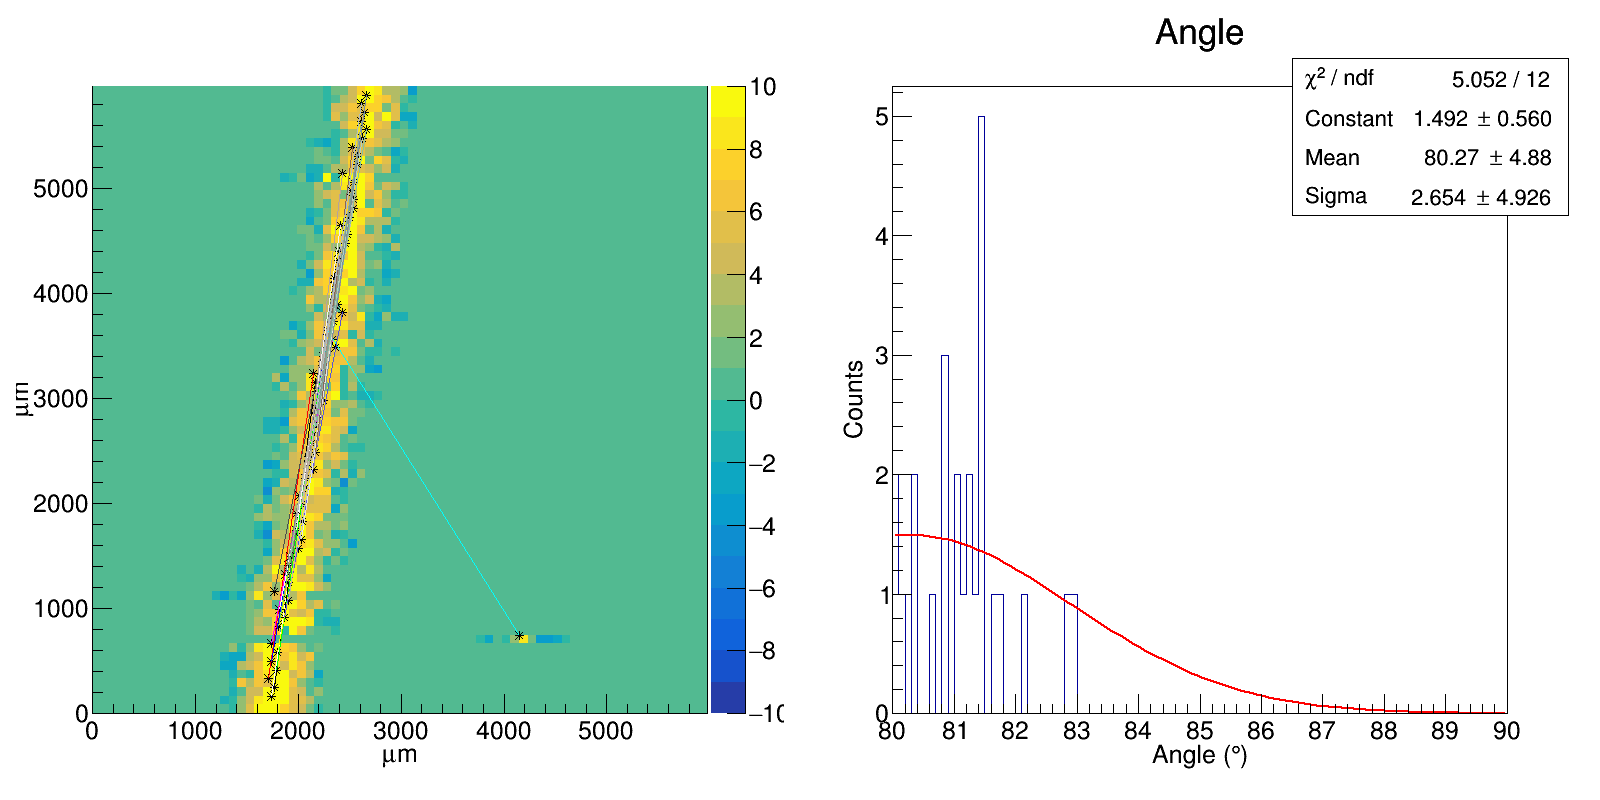 Angle
χ² / ndf 5.052 / 12
Constant 1.492 ± 0.560
Mean 80.27 ± 4.88
Sigma 2.654 ± 4.926
μm
5000
4000
3000
2000
1000
0
0 1000 2000 3000 4000 5000
μm
10
8
6
4
2
0
−2
−4
−6
−8
−10
Counts
5
4
3
2
1
0
80 81 82 83 84 85 86 87 88 89 90
Angle (°)